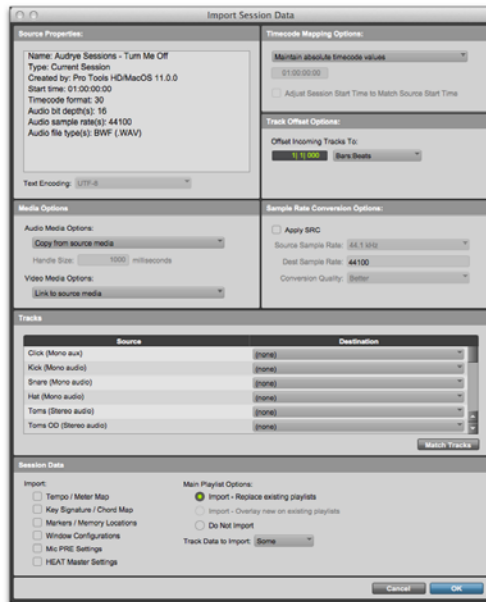 Import Session Data
Source Properties:
Name: Audrye Sessions - Turn Me Off
Type: Current Session
Created by: Pro Tools HD/MacOS 11.0.0
Start time: 01:00:00:00
Timecode format: 30
Audio bit depth(s): 16
Audio sample rate(s): 44100
Audio file type(s): BWF (.WAV)
Text Encoding: UTF-8
Timecode Mapping Options:
Maintain absolute timecode values
01:00:00:00
Adjust Session Start Time to Match Source Start Time
Track Offset Options:
Offset Incoming Tracks To:
1| 1| 000 Bars:Beats
Media Options
Audio Media Options:
Copy from source media
Handle Size: 1000 milliseconds
Video Media Options:
Link to source media
Sample Rate Conversion Options:
Apply SRC
Source Sample Rate: 44.1 kHz
Dest Sample Rate: 44100
Conversion Quality: Better
Tracks
Source Destination
Click (Mono aux) (none)
Kick (Mono audio) (none)
Snare (Mono audio) (none)
Hat (Mono audio) (none)
Toms (Stereo audio) (none)
Toms OD (Stereo audio) (none)
Match Tracks
Session Data
Import:
Tempo / Meter Map
Key Signature / Chord Map
Markers / Memory Locations
Window Configurations
Mic PRE Settings
HEAT Master Settings
Main Playlist Options:
Import - Replace existing playlists
Import - Overlay new on existing playlists
Do Not Import
Track Data to Import: Some
Cancel OK